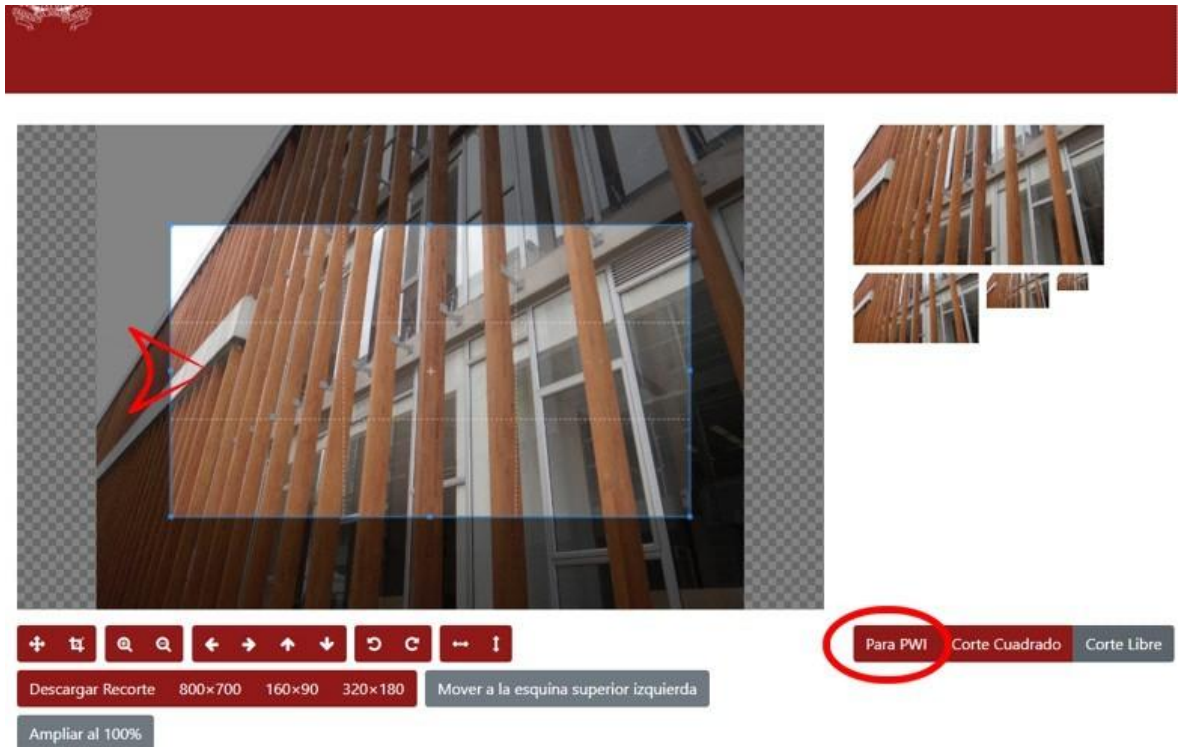 Para PWI Corte Cuadrado Corte Libre
Descargar Recorte 800×700 160×90 320×180 Mover a la esquina superior izquierda
Ampliar al 100%